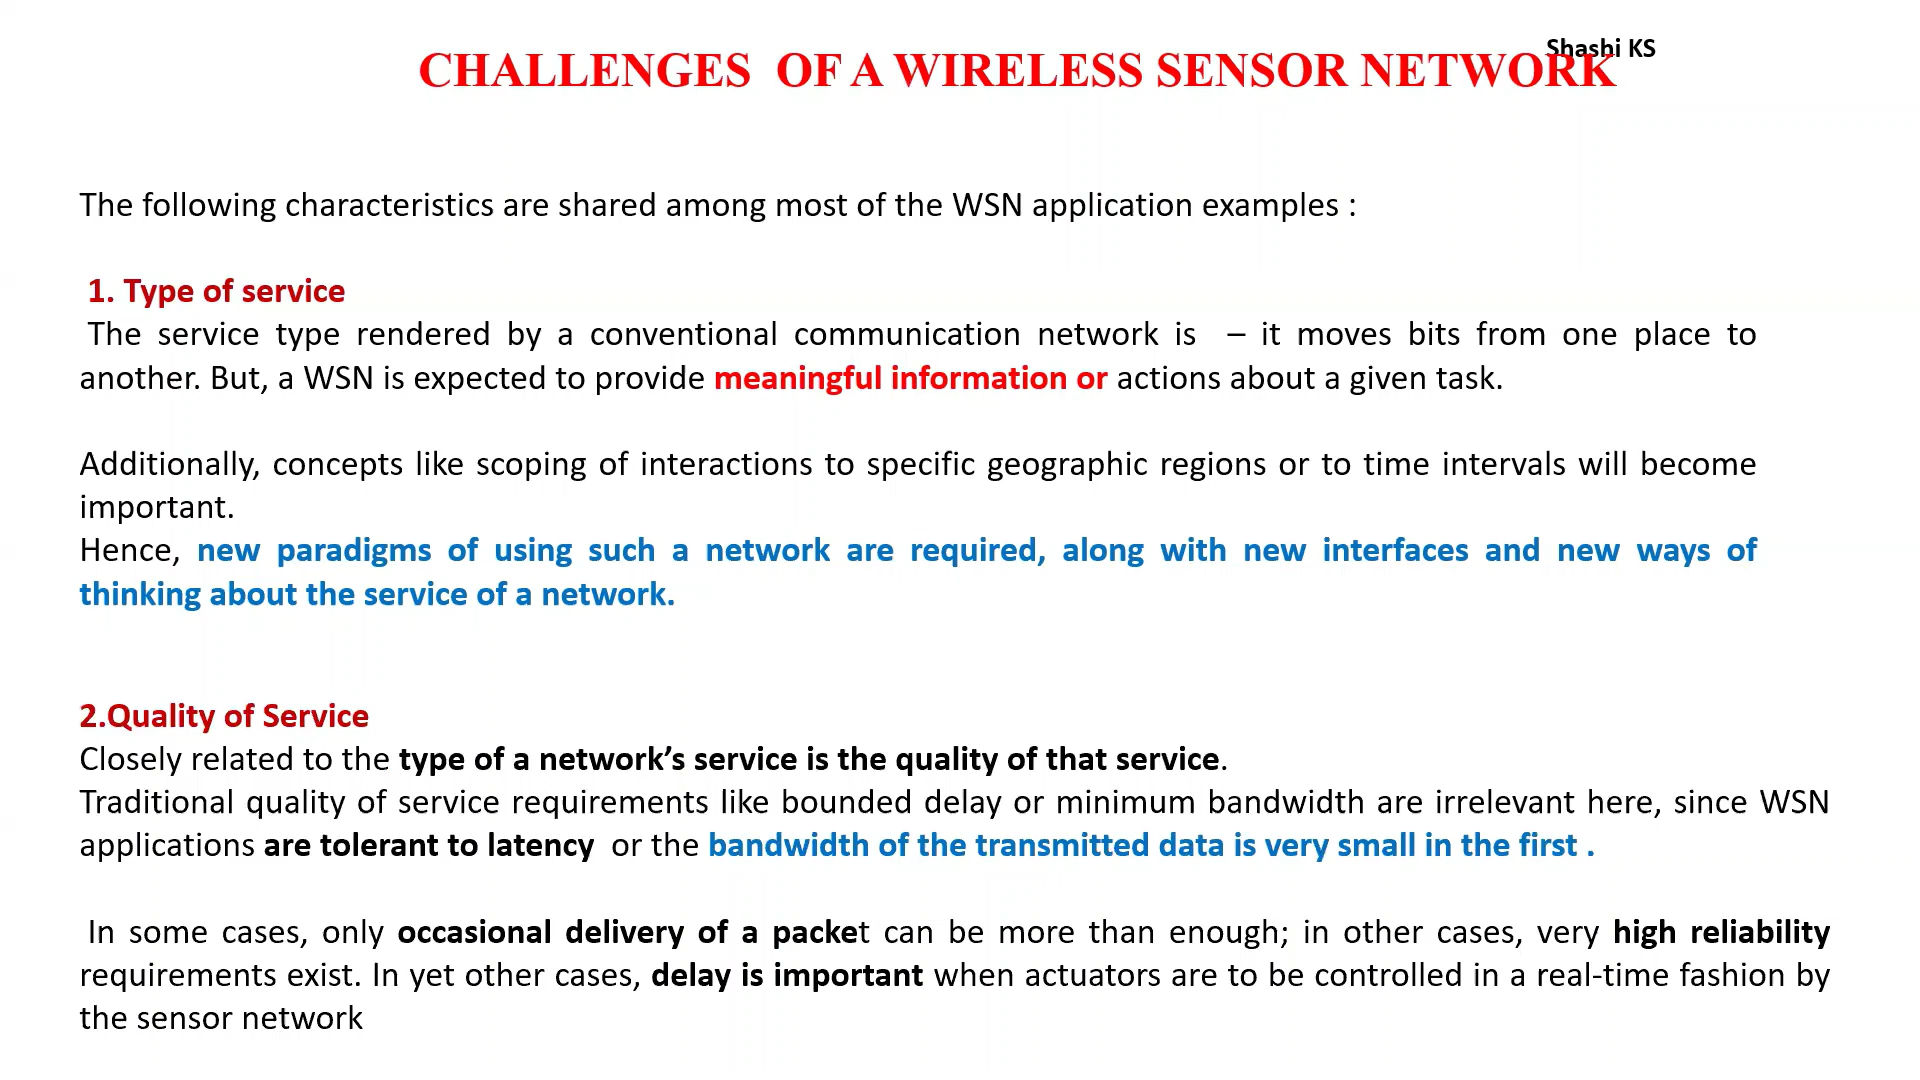 Shashi KS
CHALLENGES OF A WIRELESS SENSOR NETWORK
The following characteristics are shared among most of the WSN application examples :
1. Type of service
The service type rendered by a conventional communication network is – it moves bits from one place to
another. But, a WSN is expected to provide meaningful information or actions about a given task.
Additionally, concepts like scoping of interactions to specific geographic regions or to time intervals will become
important.
Hence, new paradigms of using such a network are required, along with new interfaces and new ways of
thinking about the service of a network.
2.Quality of Service
Closely related to the type of a network’s service is the quality of that service.
Traditional quality of service requirements like bounded delay or minimum bandwidth are irrelevant here, since WSN
applications are tolerant to latency or the bandwidth of the transmitted data is very small in the first .
In some cases, only occasional delivery of a packet can be more than enough; in other cases, very high reliability
requirements exist. In yet other cases, delay is important when actuators are to be controlled in a real-time fashion by
the sensor network